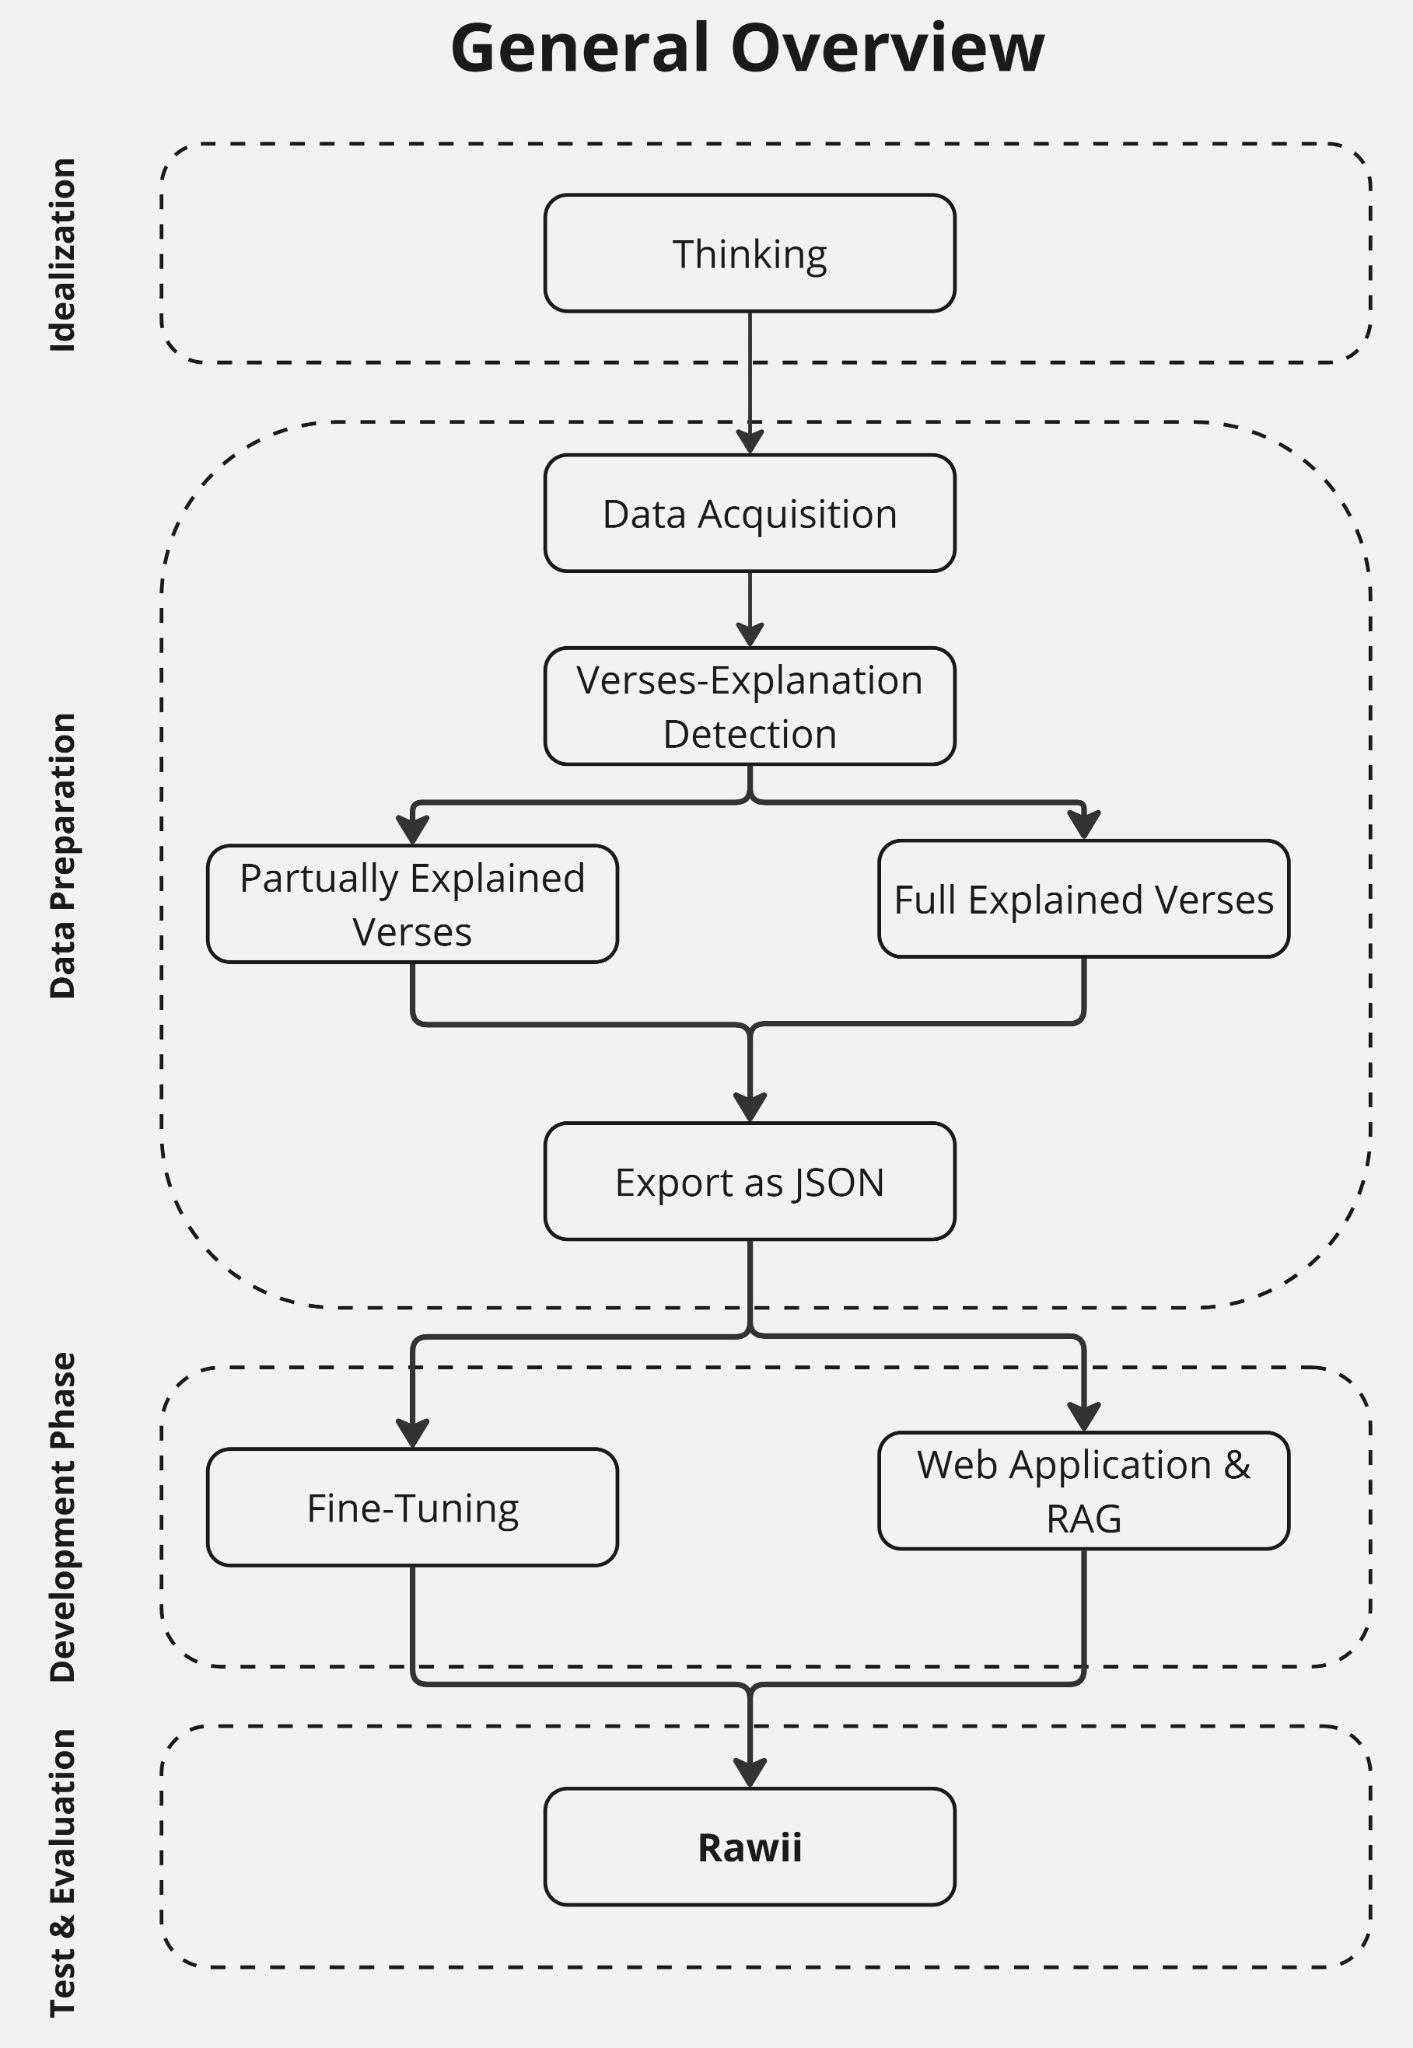 General Overview
Idealization
Thinking
Data Preparation
Data Acquisition
Verses-Explanation
Detection
Partually Explained
Verses
Full Explained Verses
Export as JSON
Development Phase
Fine-Tuning
Web Application &
RAG
Test & Evaluation
Rawii